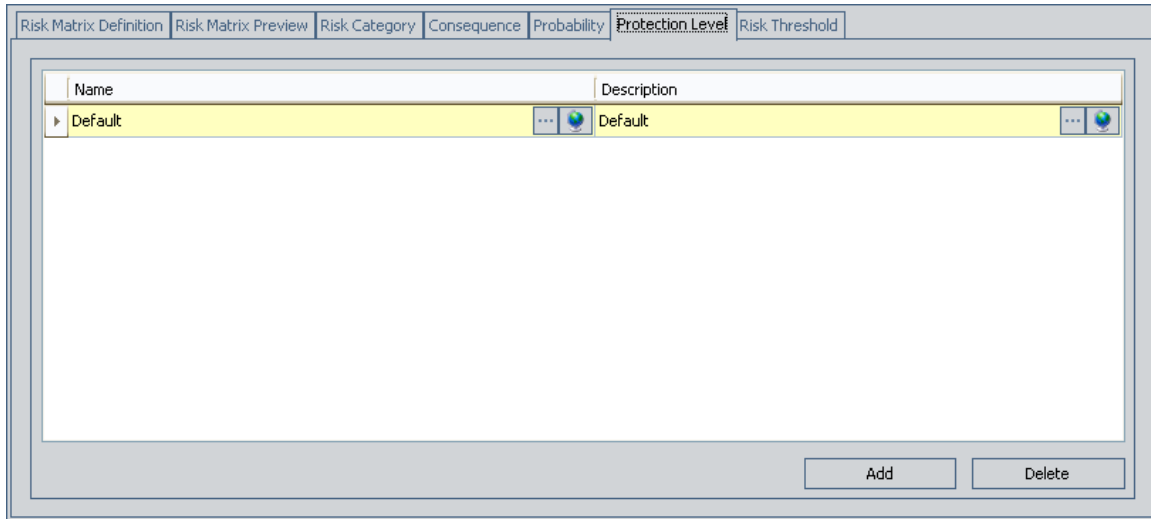 Risk Matrix Definition Risk Matrix Preview Risk Category Consequence Probability Protection Level Risk Threshold
Name Description
Default ... Default ...
Add Delete